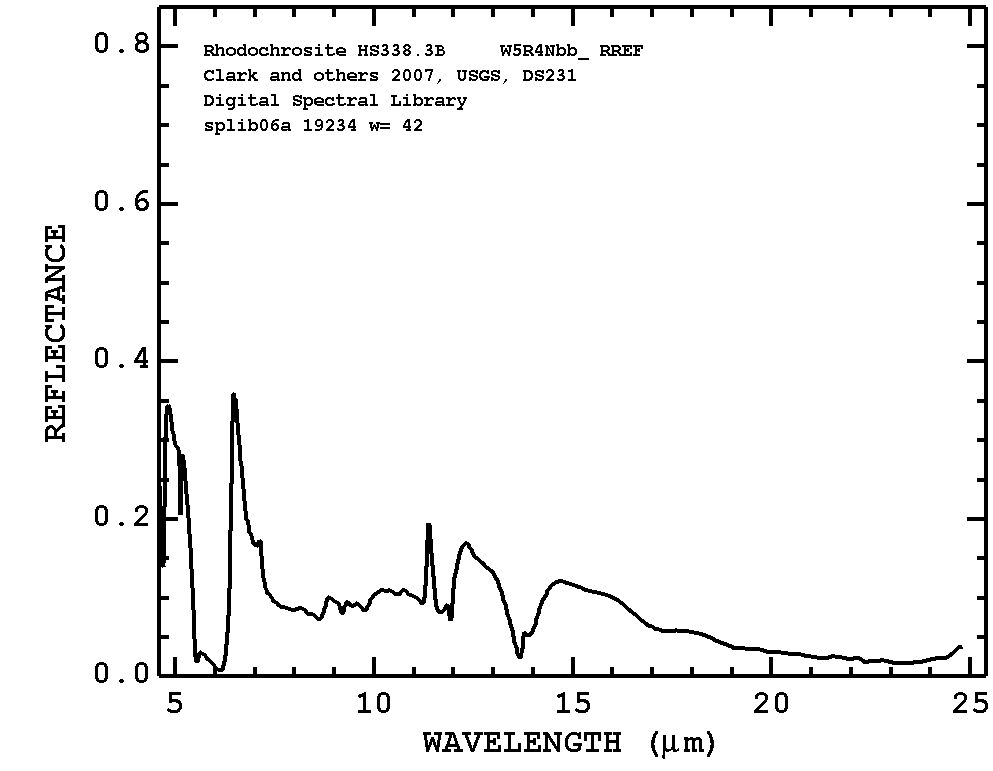 Rhodochrosite HS338.3B W5R4Nbb_ RREF
Clark and others 2007, USGS, DS231
Digital Spectral Library
splib06a 19234 w= 42
REFLECTANCE
0.8
0.6
0.4
0.2
0.0
5 10 15 20 25
WAVELENGTH (μm)